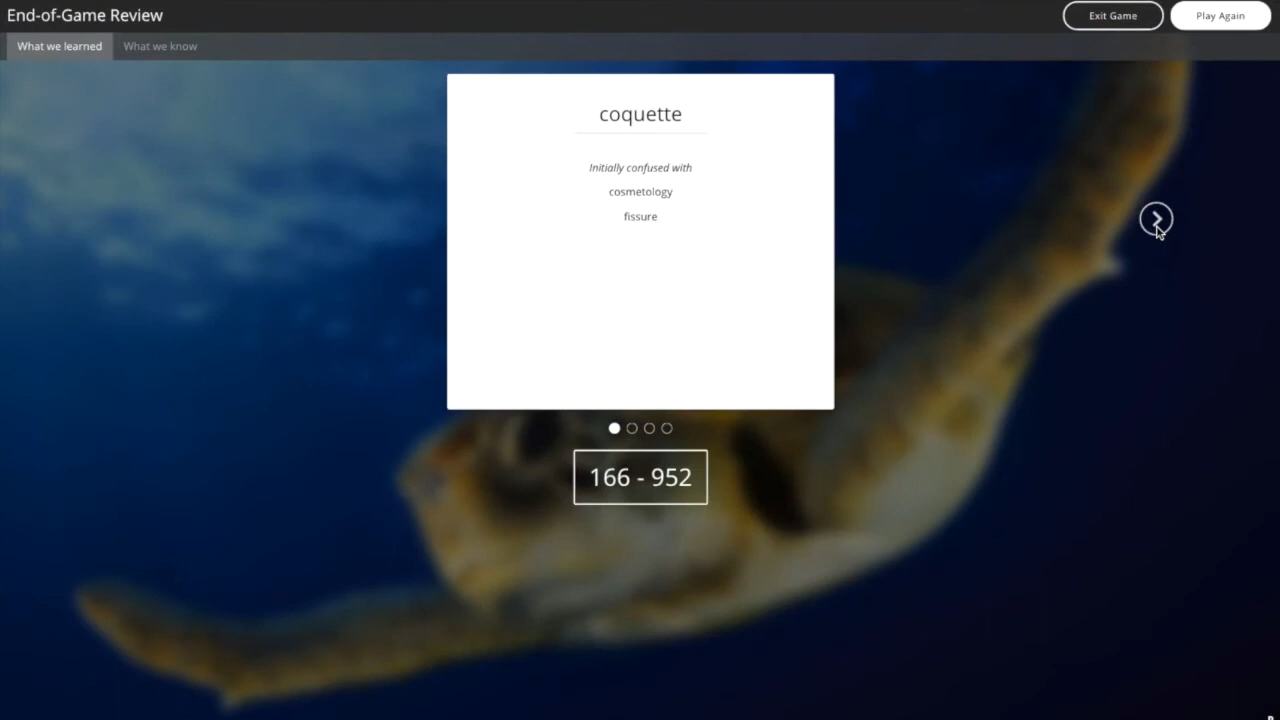 End-of-Game Review
Exit Game
Play Again
What we learned
What we know
coquette
Initially confused with
cosmetology
fissure
166 - 952